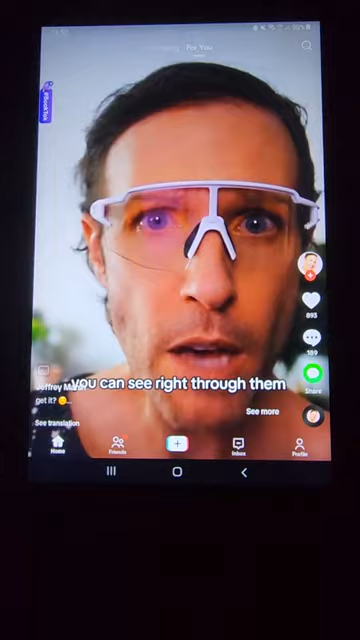 For You
#BookTok
893
189
Share
you can see right through them
Jeffrey
get it? 😏...
See more
See translation
Home
Friends
Inbox
Profile